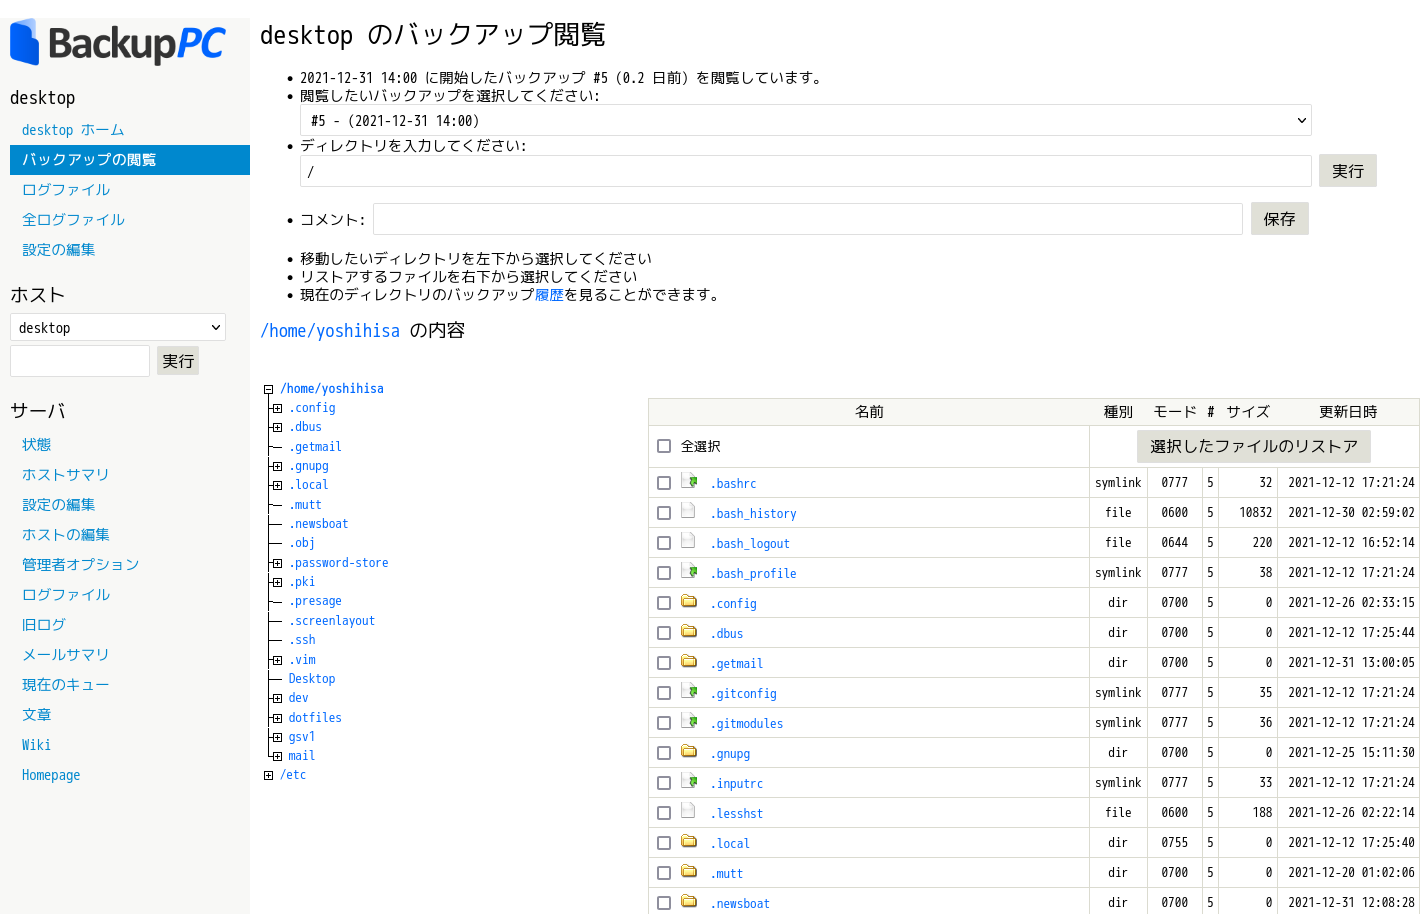 BackupPC
desktop
desktop ホーム
バックアップの閲覧
ログファイル
全ログファイル
設定の編集
ホスト
desktop
実行
サーバ
状態
ホストサマリ
設定の編集
ホストの編集
管理者オプション
ログファイル
旧ログ
メールサマリ
現在のキュー
文章
Wiki
Homepage
desktop のバックアップ閲覧
• 2021-12-31 14:00 に開始したバックアップ #5 (0.2 日前) を閲覧しています。
• 閲覧したいバックアップを選択してください:
#5 - (2021-12-31 14:00)
• ディレクトリを入力してください:
/ 実行
• コメント: 保存
• 移動したいディレクトリを左下から選択してください
• リストアするファイルを右下から選択してください
• 現在のディレクトリのバックアップ履歴を見ることができます。
/home/yoshihisa の内容
/home/yoshihisa
.config
.dbus
.getmail
.gnupg
.local
.mutt
.newsboat
.obj
.password-store
.pki
.presage
.screenlayout
.ssh
.vim
Desktop
dev
dotfiles
gsv1
mail
/etc
名前 種別 モード # サイズ 更新日時
全選択 選択したファイルのリストア
.bashrc symlink 0777 5 32 2021-12-12 17:21:24
.bash_history file 0600 5 10832 2021-12-30 02:59:02
.bash_logout file 0644 5 220 2021-12-12 16:52:14
.bash_profile symlink 0777 5 38 2021-12-12 17:21:24
.config dir 0700 5 0 2021-12-26 02:33:15
.dbus dir 0700 5 0 2021-12-12 17:25:44
.getmail dir 0700 5 0 2021-12-31 13:00:05
.gitconfig symlink 0777 5 35 2021-12-12 17:21:24
.gitmodules symlink 0777 5 36 2021-12-12 17:21:24
.gnupg dir 0700 5 0 2021-12-25 15:11:30
.inputrc symlink 0777 5 33 2021-12-12 17:21:24
.lesshst file 0600 5 188 2021-12-26 02:22:14
.local dir 0755 5 0 2021-12-12 17:25:40
.mutt dir 0700 5 0 2021-12-20 01:02:06
.newsboat dir 0700 5 0 2021-12-31 12:08:28